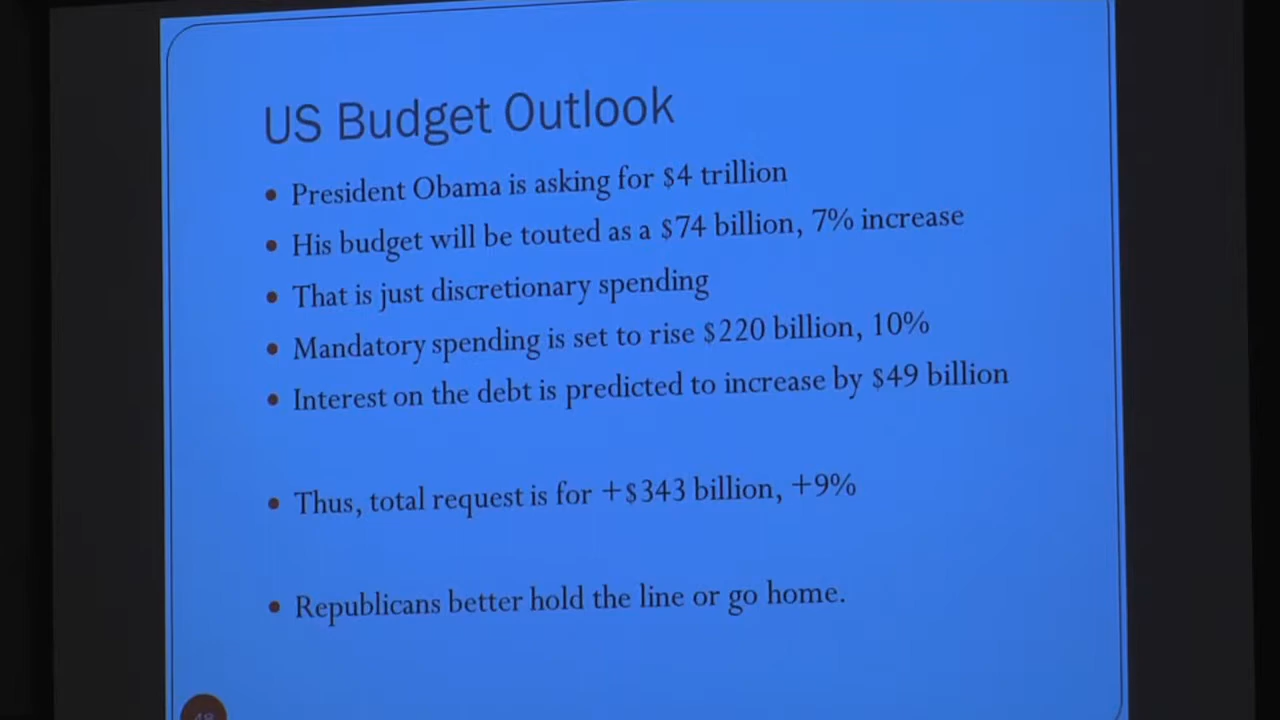 US Budget Outlook
• President Obama is asking for $4 trillion
• His budget will be touted as a $74 billion, 7% increase
• That is just discretionary spending
• Mandatory spending is set to rise $220 billion, 10%
• Interest on the debt is predicted to increase by $49 billion
• Thus, total request is for +$343 billion, +9%
• Republicans better hold the line or go home.